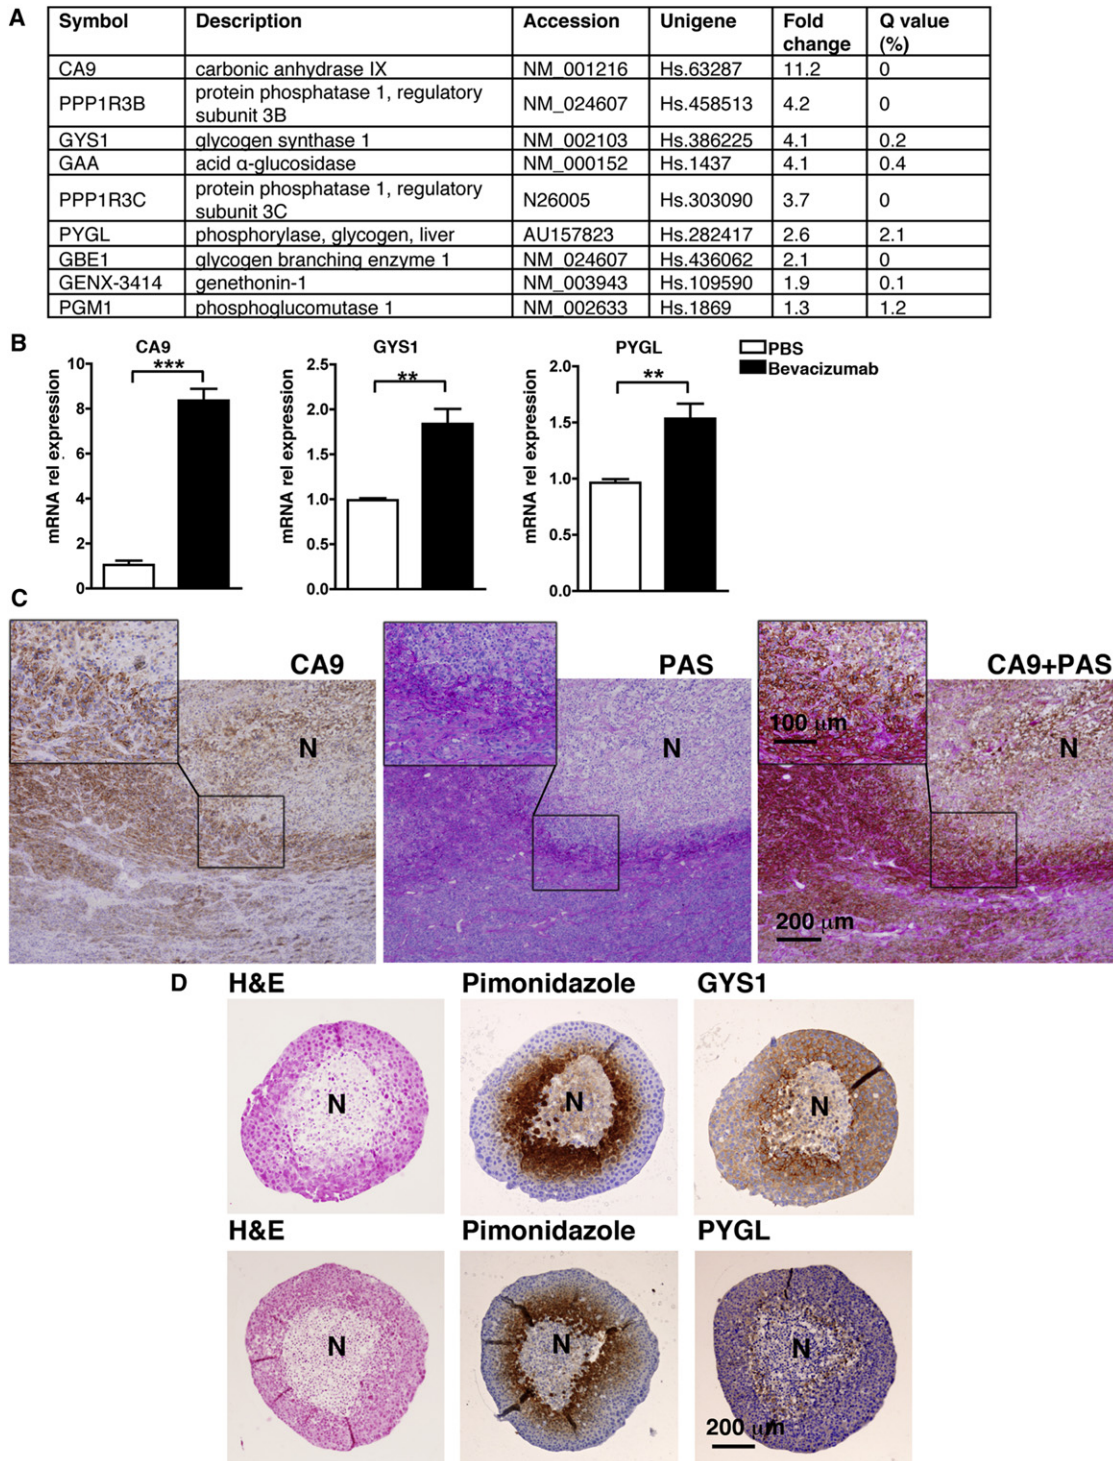 A
Symbol Description Accession Unigene Fold change Q value (%)
CA9 carbonic anhydrase IX NM_001216 Hs.63287 11.2 0
PPP1R3B protein phosphatase 1, regulatory subunit 3B NM_024607 Hs.458513 4.2 0
GYS1 glycogen synthase 1 NM_002103 Hs.386225 4.1 0.2
GAA acid α-glucosidase NM_000152 Hs.1437 4.1 0.4
PPP1R3C protein phosphatase 1, regulatory subunit 3C N26005 Hs.303090 3.7 0
PYGL phosphorylase, glycogen, liver AU157823 Hs.282417 2.6 2.1
GBE1 glycogen branching enzyme 1 NM_024607 Hs.436062 2.1 0
GENX-3414 genethonin-1 NM_003943 Hs.109590 1.9 0.1
PGM1 phosphoglucomutase 1 NM_002633 Hs.1869 1.3 1.2
B
CA9
mRNA rel expression
10
8
6
4
2
0
***
GYS1
mRNA rel expression
2.5
2.0
1.5
1.0
0.5
0.0
**
PYGL
mRNA rel expression
2.0
1.5
1.0
0.5
0.0
**
PBS
Bevacizumab
C
CA9
N
PAS
N
CA9+PAS
100 μm
N
200 μm
D
H&E
N
Pimonidazole
N
GYS1
N
H&E
N
Pimonidazole
N
PYGL
N
200 μm